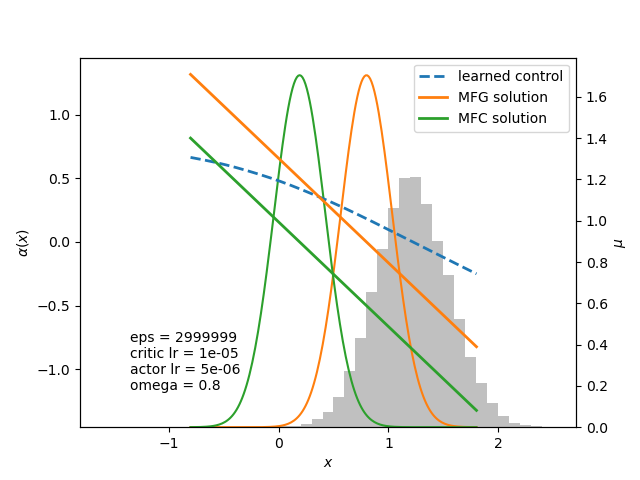 learned control
MFG solution
MFC solution
α(x)
1.0
0.5
0.0
−0.5
−1.0
1.6
1.4
1.2
1.0
0.8
0.6
0.4
0.2
0.0
μ
eps = 2999999
critic lr = 1e-05
actor lr = 5e-06
omega = 0.8
−1
0
1
2
x